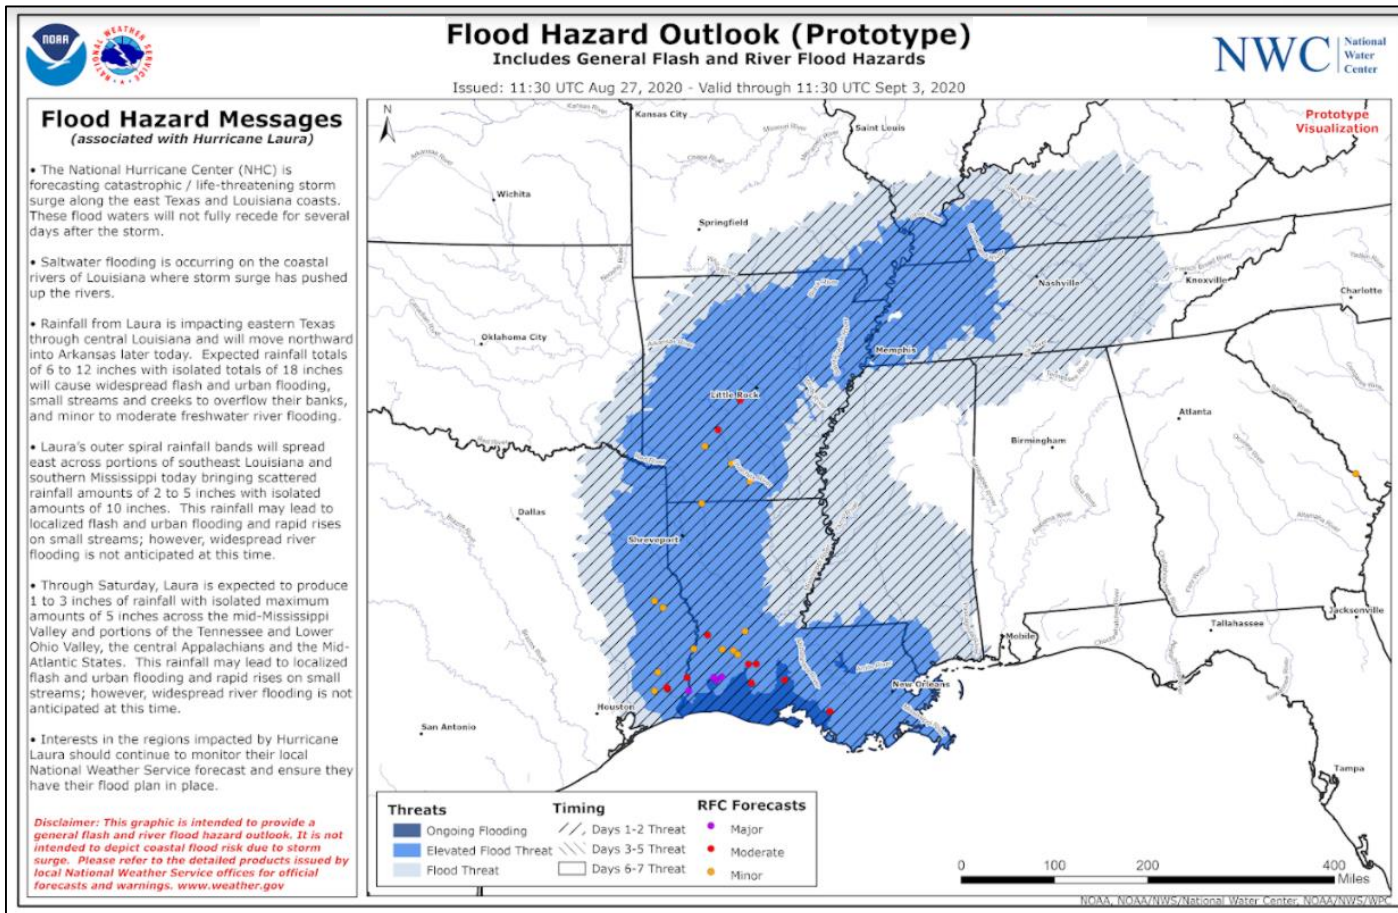 NOAA
NATIONAL WEATHER SERVICE
Flood Hazard Outlook (Prototype)
Includes General Flash and River Flood Hazards
Issued: 11:30 UTC Aug 27, 2020 - Valid through 11:30 UTC Sept 3, 2020
NWC National
Water
Center
Flood Hazard Messages
(associated with Hurricane Laura)
• The National Hurricane Center (NHC) is
forecasting catastrophic / life-threatening storm
surge along the east Texas and Louisiana coasts.
These flood waters will not fully recede for several
days after the storm.
• Saltwater flooding is occurring on the coastal
rivers of Louisiana where storm surge has pushed
up the rivers.
• Rainfall from Laura is impacting eastern Texas
through central Louisiana and will move northward
into Arkansas later today. Expected rainfall totals
of 6 to 12 inches with isolated totals of 18 inches
will cause widespread flash and urban flooding,
small streams and creeks to overflow their banks,
and minor to moderate freshwater river flooding.
• Laura's outer spiral rainfall bands will spread
east across portions of southeast Louisiana and
southern Mississippi today bringing scattered
rainfall amounts of 2 to 5 inches with isolated
amounts of 10 inches. This rainfall may lead to
localized flash and urban flooding and rapid rises
on small streams; however, widespread river
flooding is not anticipated at this time.
• Through Saturday, Laura is expected to produce
1 to 3 inches of rainfall with isolated maximum
amounts of 5 inches across the mid-Mississippi
Valley and portions of the Tennessee and Lower
Ohio Valley, the central Appalachians and the Mid-
Atlantic States. This rainfall may lead to localized
flash and urban flooding and rapid rises on small
streams; however, widespread river flooding is not
anticipated at this time.
• Interests in the regions impacted by Hurricane
Laura should continue to monitor their local
National Weather Service forecast and ensure they
have their flood plan in place.
Disclaimer: This graphic is intended to provide a
general flash and river flood hazard outlook. It is not
intended to depict coastal flood risk due to storm
surge. Please refer to the detailed products issued by
local National Weather Service offices for official
forecasts and warnings. www.weather.gov
N
Prototype
Visualization
Kansas City
Saint Louis
Wichita
Springfield
Nashville
Knoxville
Charlotte
Oklahoma City
Memphis
Little Rock
Atlanta
Birmingham
Dallas
Shreveport
Jacksonville
Tallahassee
Mobile
New Orleans
Houston
San Antonio
Tampa
Arkansas River
Red River
Brazos River
Threats
Ongoing Flooding
Elevated Flood Threat
Flood Threat
Timing
Days 1-2 Threat
Days 3-5 Threat
Days 6-7 Threat
RFC Forecasts
Major
Moderate
Minor
0 100 200 400
Miles
NOAA, NOAA/NWS/National Water Center, NOAA/NWS/WPC